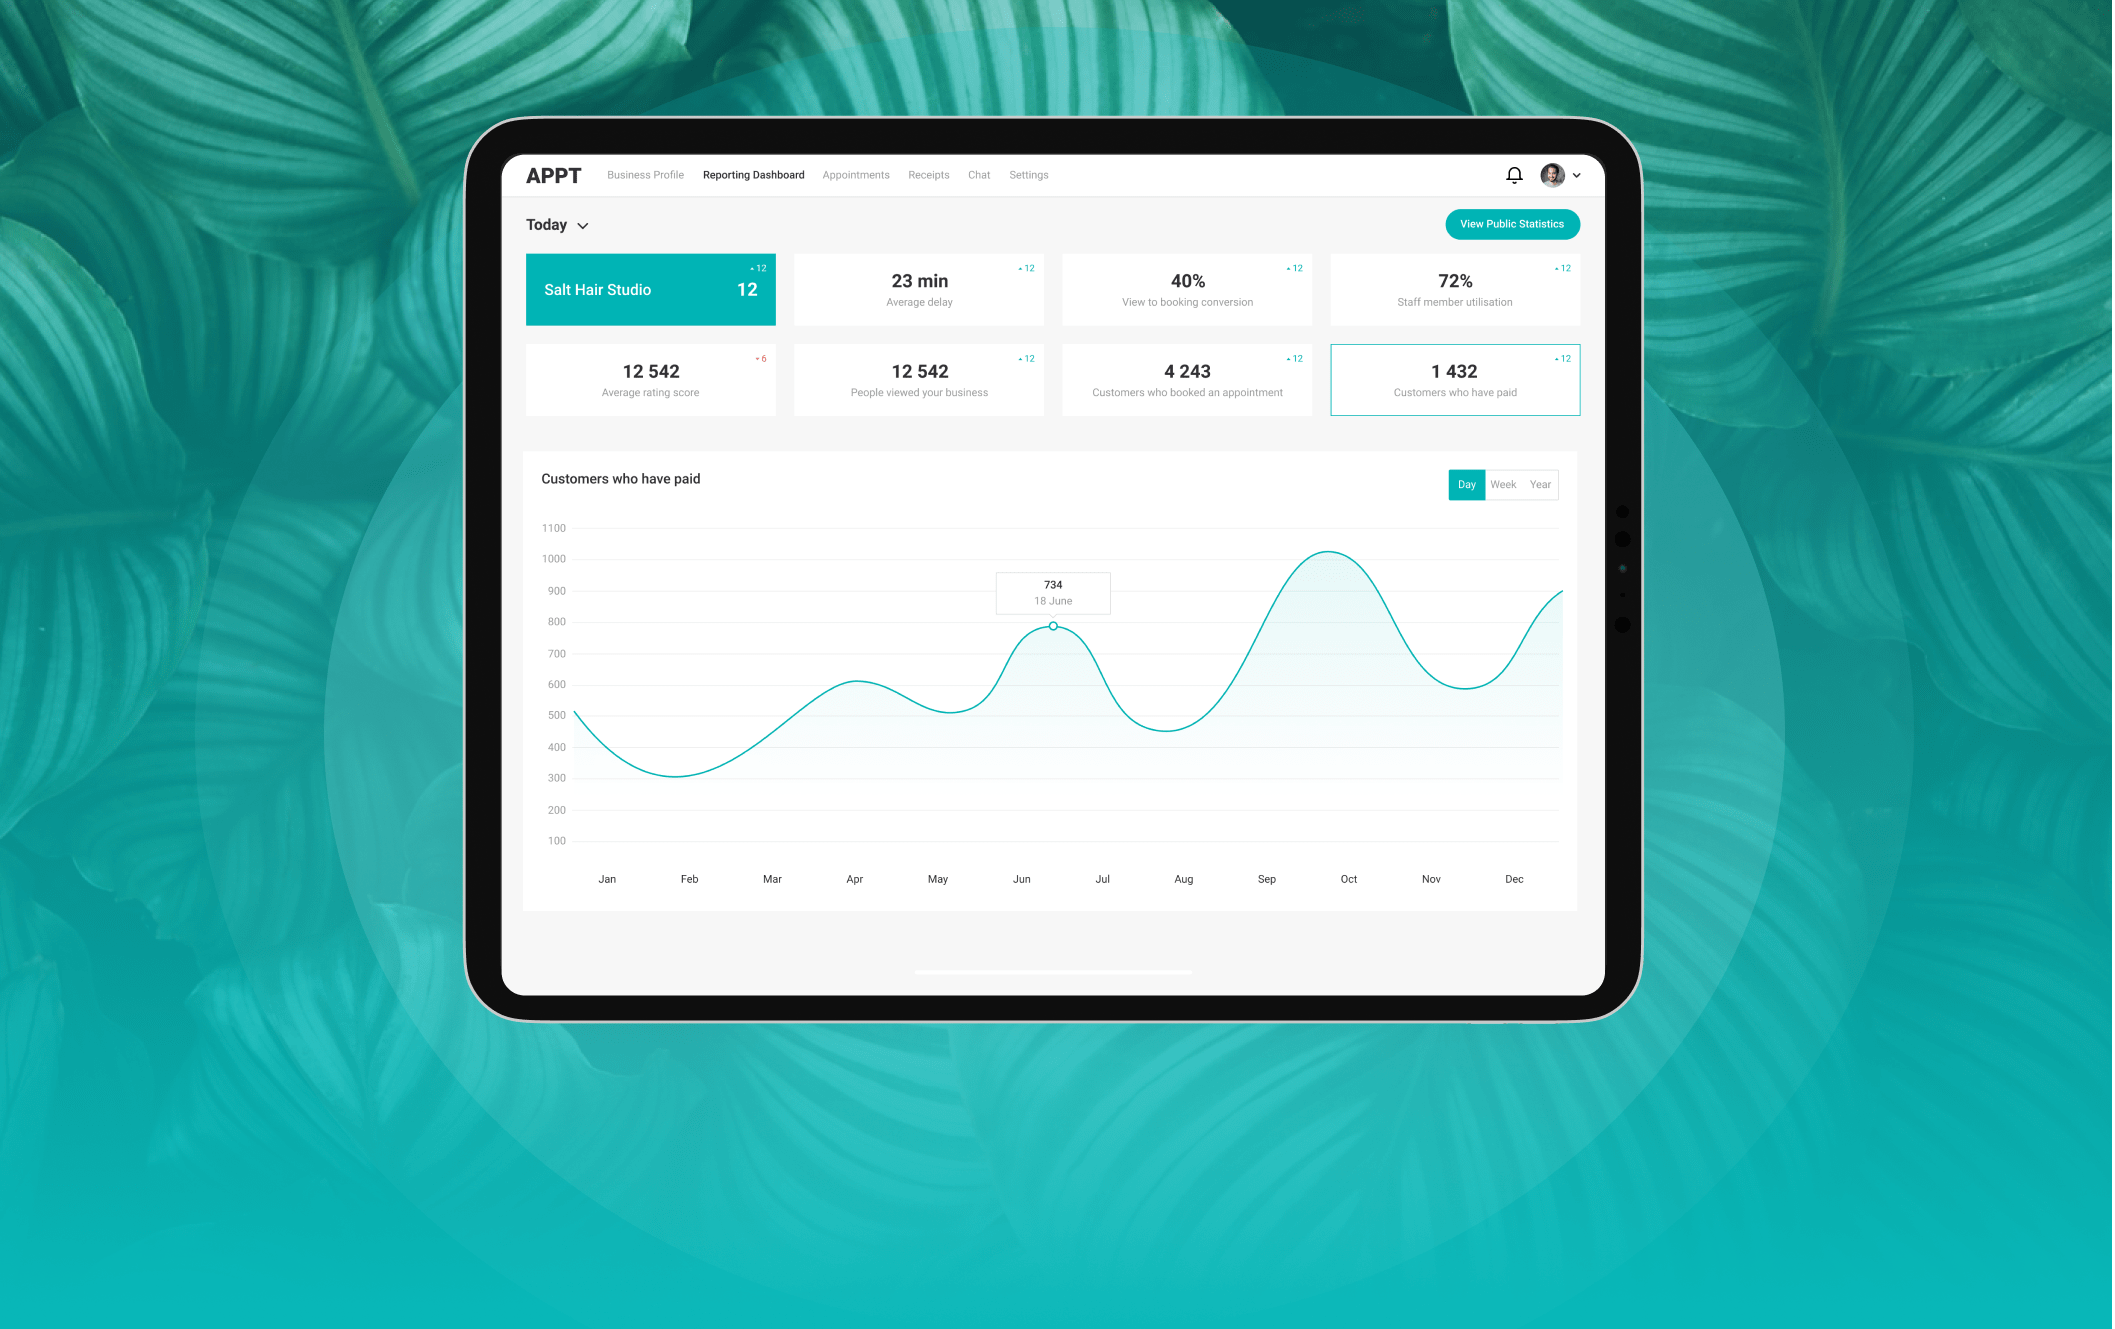 APPT
Business Profile
Reporting Dashboard
Appointments
Receipts
Chat
Settings
Today
View Public Statistics
Salt Hair Studio
12
12
12
23 min
Average delay
12
40%
View to booking conversion
12
72%
Staff member utilisation
6
12 542
Average rating score
12
12 542
People viewed your business
12
4 243
Customers who booked an appointment
12
1 432
Customers who have paid
Customers who have paid
Day
Week
Year
1100
1000
900
800
700
600
500
400
300
200
100
734
18 June
Jan
Feb
Mar
Apr
May
Jun
Jul
Aug
Sep
Oct
Nov
Dec